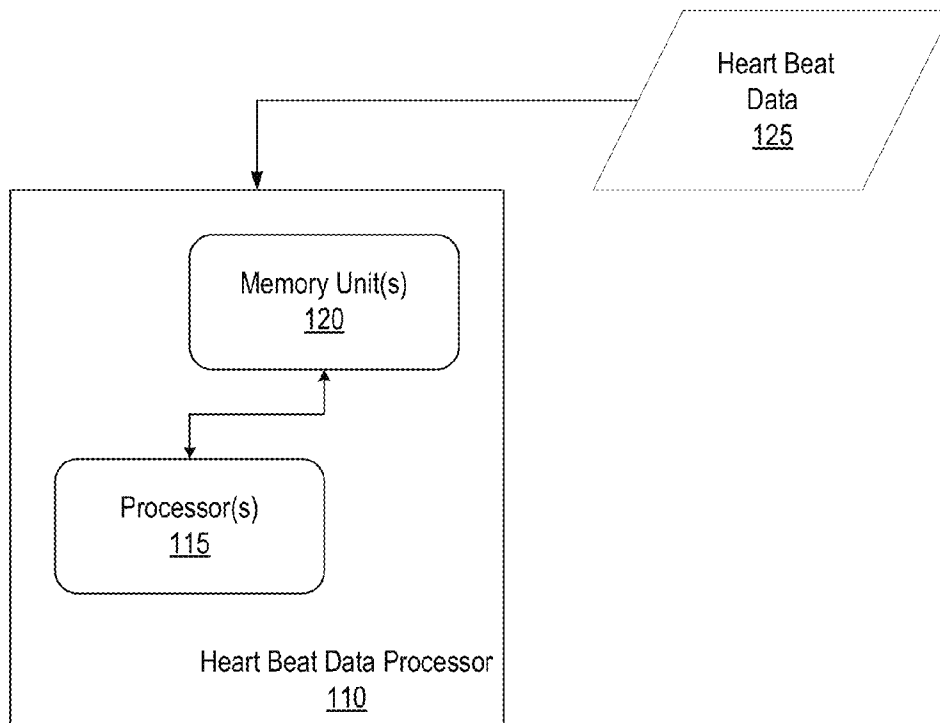 Heart Beat
Data
125
Memory Unit(s)
120
Processor(s)
115
Heart Beat Data Processor
110